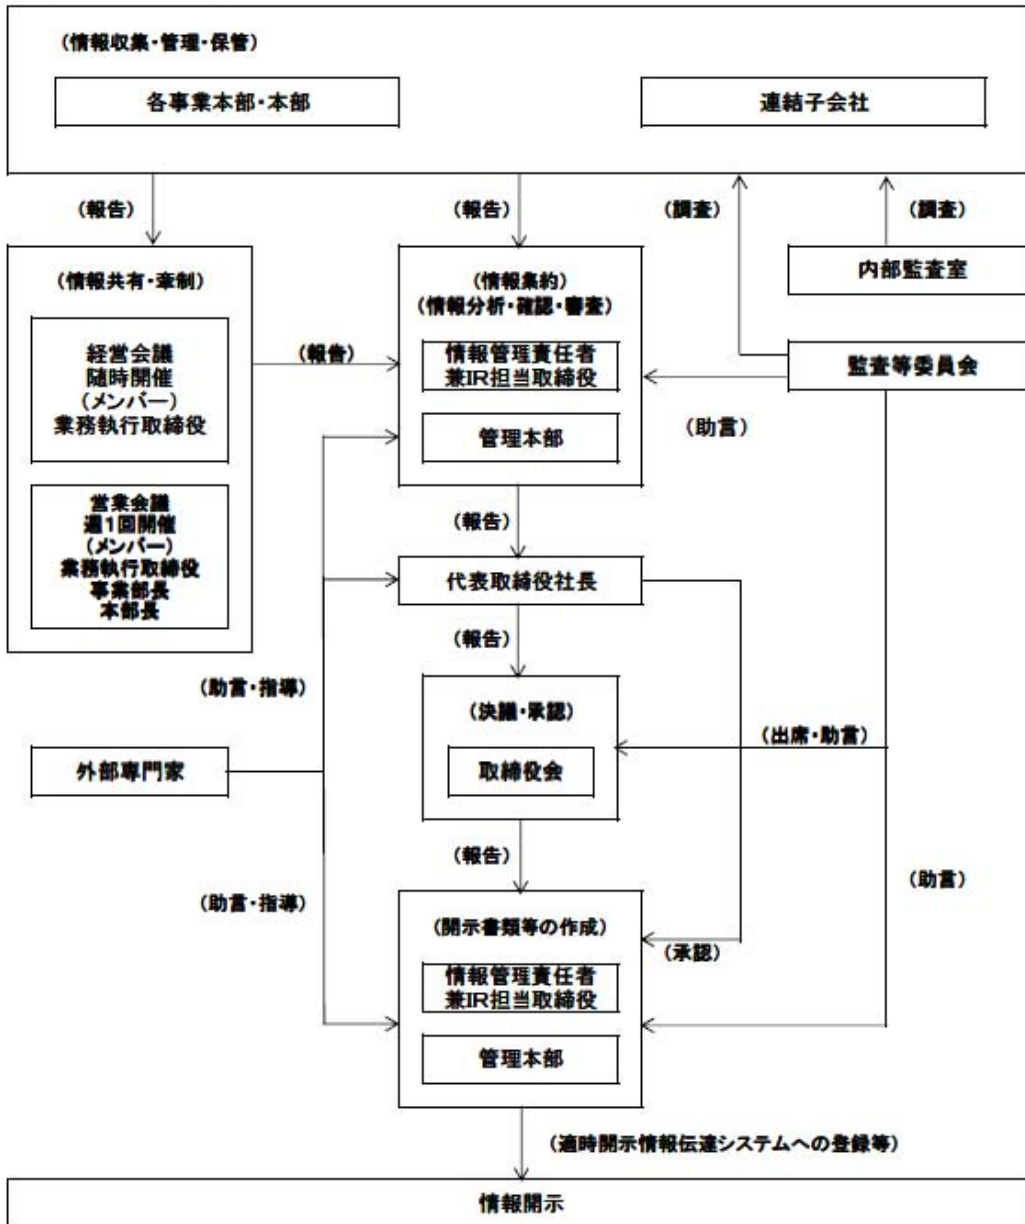 (情報収集・管理・保管)
各事業本部・本部
連結子会社
(報告)
(報告)
(調査)
(調査)
(情報共有・牽制)
経営会議
随時開催
(メンバー)
業務執行取締役
営業会議
週1回開催
(メンバー)
業務執行取締役
事業部長
本部長
(報告)
(情報集約)
(情報分析・確認・審査)
情報管理責任者
兼IR担当取締役
管理本部
内部監査室
監査等委員会
(助言)
(報告)
代表取締役社長
(報告)
(助言・指導)
(決議・承認)
取締役会
(出席・助言)
外部専門家
(報告)
(助言・指導)
(助言)
(開示書類等の作成)
情報管理責任者
兼IR担当取締役
管理本部
(承認)
(適時開示情報伝達システムへの登録等)
情報開示